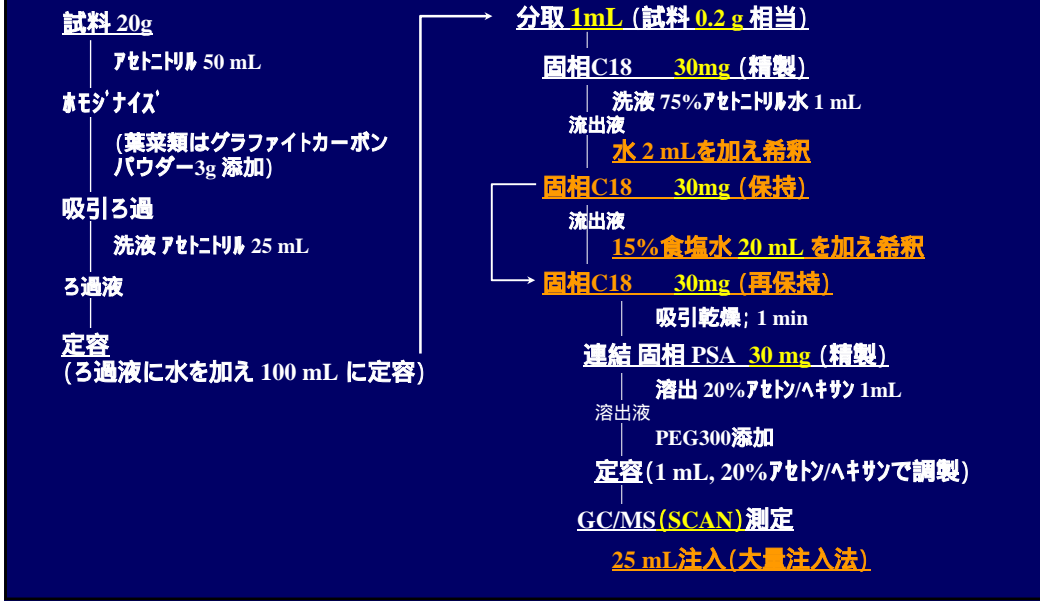 試料 20g
ｱｾﾄﾆﾄﾘﾙ 50 mL
ﾎﾓｼﾞﾅｲｽﾞ
(葉菜類はグラファイトカーボン
パウダー3g 添加)
吸引ろ過
洗液 ｱｾﾄﾆﾄﾘﾙ 25 mL
ろ過液
定容
(ろ過液に水を加え 100 mL に定容)
分取 1mL (試料 0.2 g 相当)
固相C18 30mg (精製)
洗液 75%ｱｾﾄﾆﾄﾘﾙ水 1 mL
流出液
水 2 mLを加え希釈
固相C18 30mg (保持)
流出液
15%食塩水 20 mL を加え希釈
固相C18 30mg (再保持)
吸引乾燥; 1 min
連結 固相 PSA 30 mg (精製)
溶出 20%ｱｾﾄﾝ/ﾍｷｻﾝ 1mL
溶出液
PEG300添加
定容(1 mL, 20%ｱｾﾄﾝ/ﾍｷｻﾝで調製)
GC/MS(SCAN)測定
25 mL注入(大量注入法)